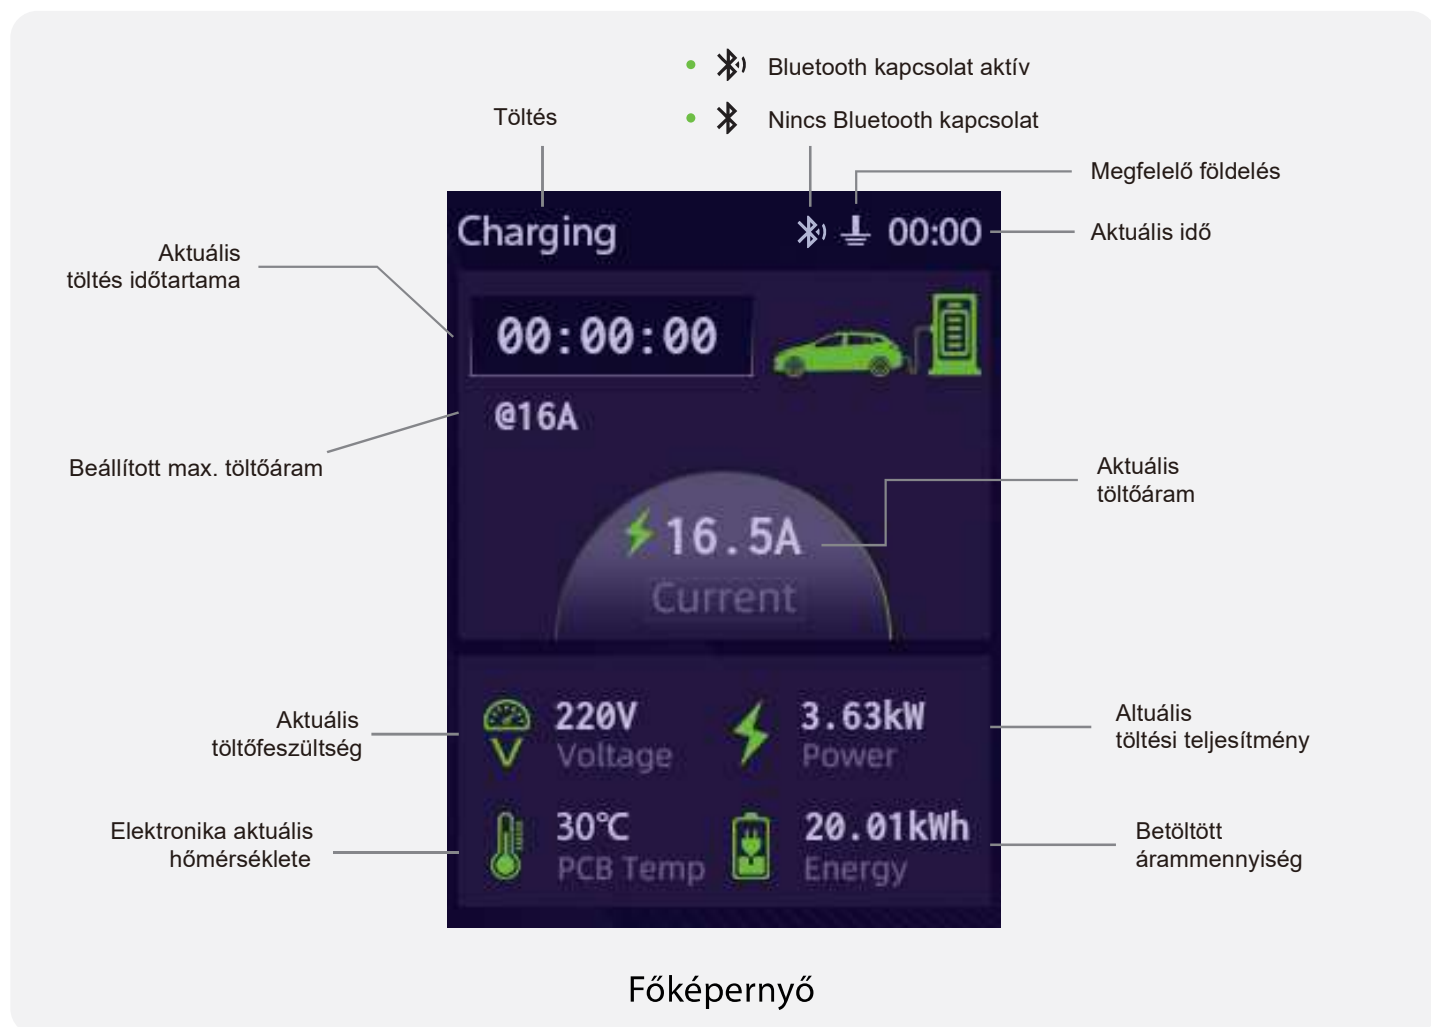 Bluetooth kapcsolat aktív
Töltés
Nincs Bluetooth kapcsolat
Megfelelő földelés
Charging
00:00
Aktuális idő
Aktuális
töltés időtartama
00:00:00
@16A
Beállított max. töltőáram
Aktuális
töltőáram
16.5A
Current
Aktuális
töltőfeszültség
220V
Voltage
3.63kW
Power
Altuális
töltési teljesítmény
Elektronika aktuális
hőmérséklete
30℃
PCB Temp
20.01kWh
Energy
Betöltött
árammennyiség
Főképernyő